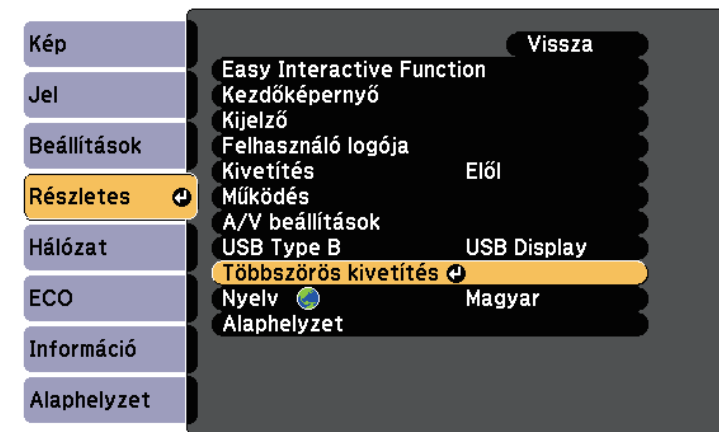 Kép
Jel
Beállítások
Részletes
Hálózat
ECO
Információ
Alaphelyzet
Vissza
Easy Interactive Function
Kezdőképernyő
Kijelző
Felhasználó logója
Kivetítés Elől
Működés
A/V beállítások
USB Type B USB Display
Többszörös kivetítés
Nyelv Magyar
Alaphelyzet